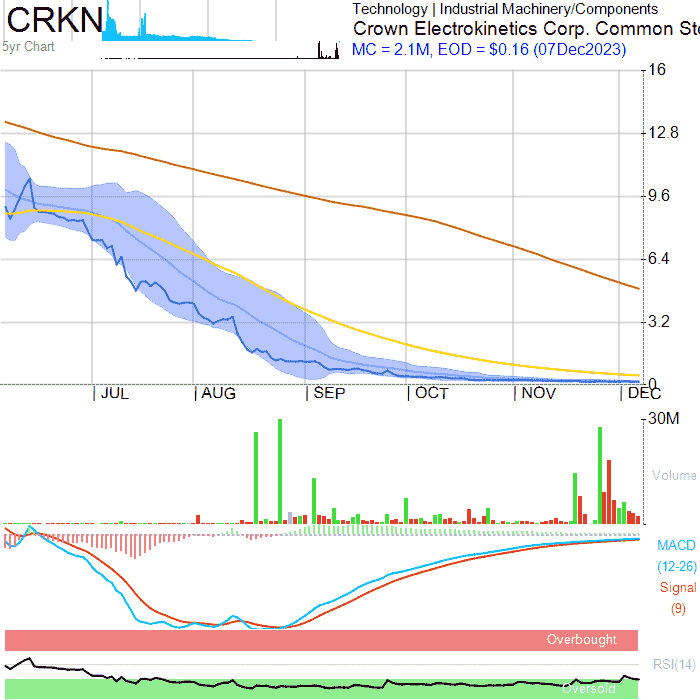 CRKN
5yr Chart
Technology | Industrial Machinery/Components
Crown Electrokinetics Corp. Common Sto
MC = 2.1M, EOD = $0.16 (07Dec2023)
16
12.8
9.6
6.4
3.2
0
JUL AUG SEP OCT NOV DEC
30M
Volume
MACD
(12-26)
Signal
(9)
Overbought
RSI(14)
Oversold